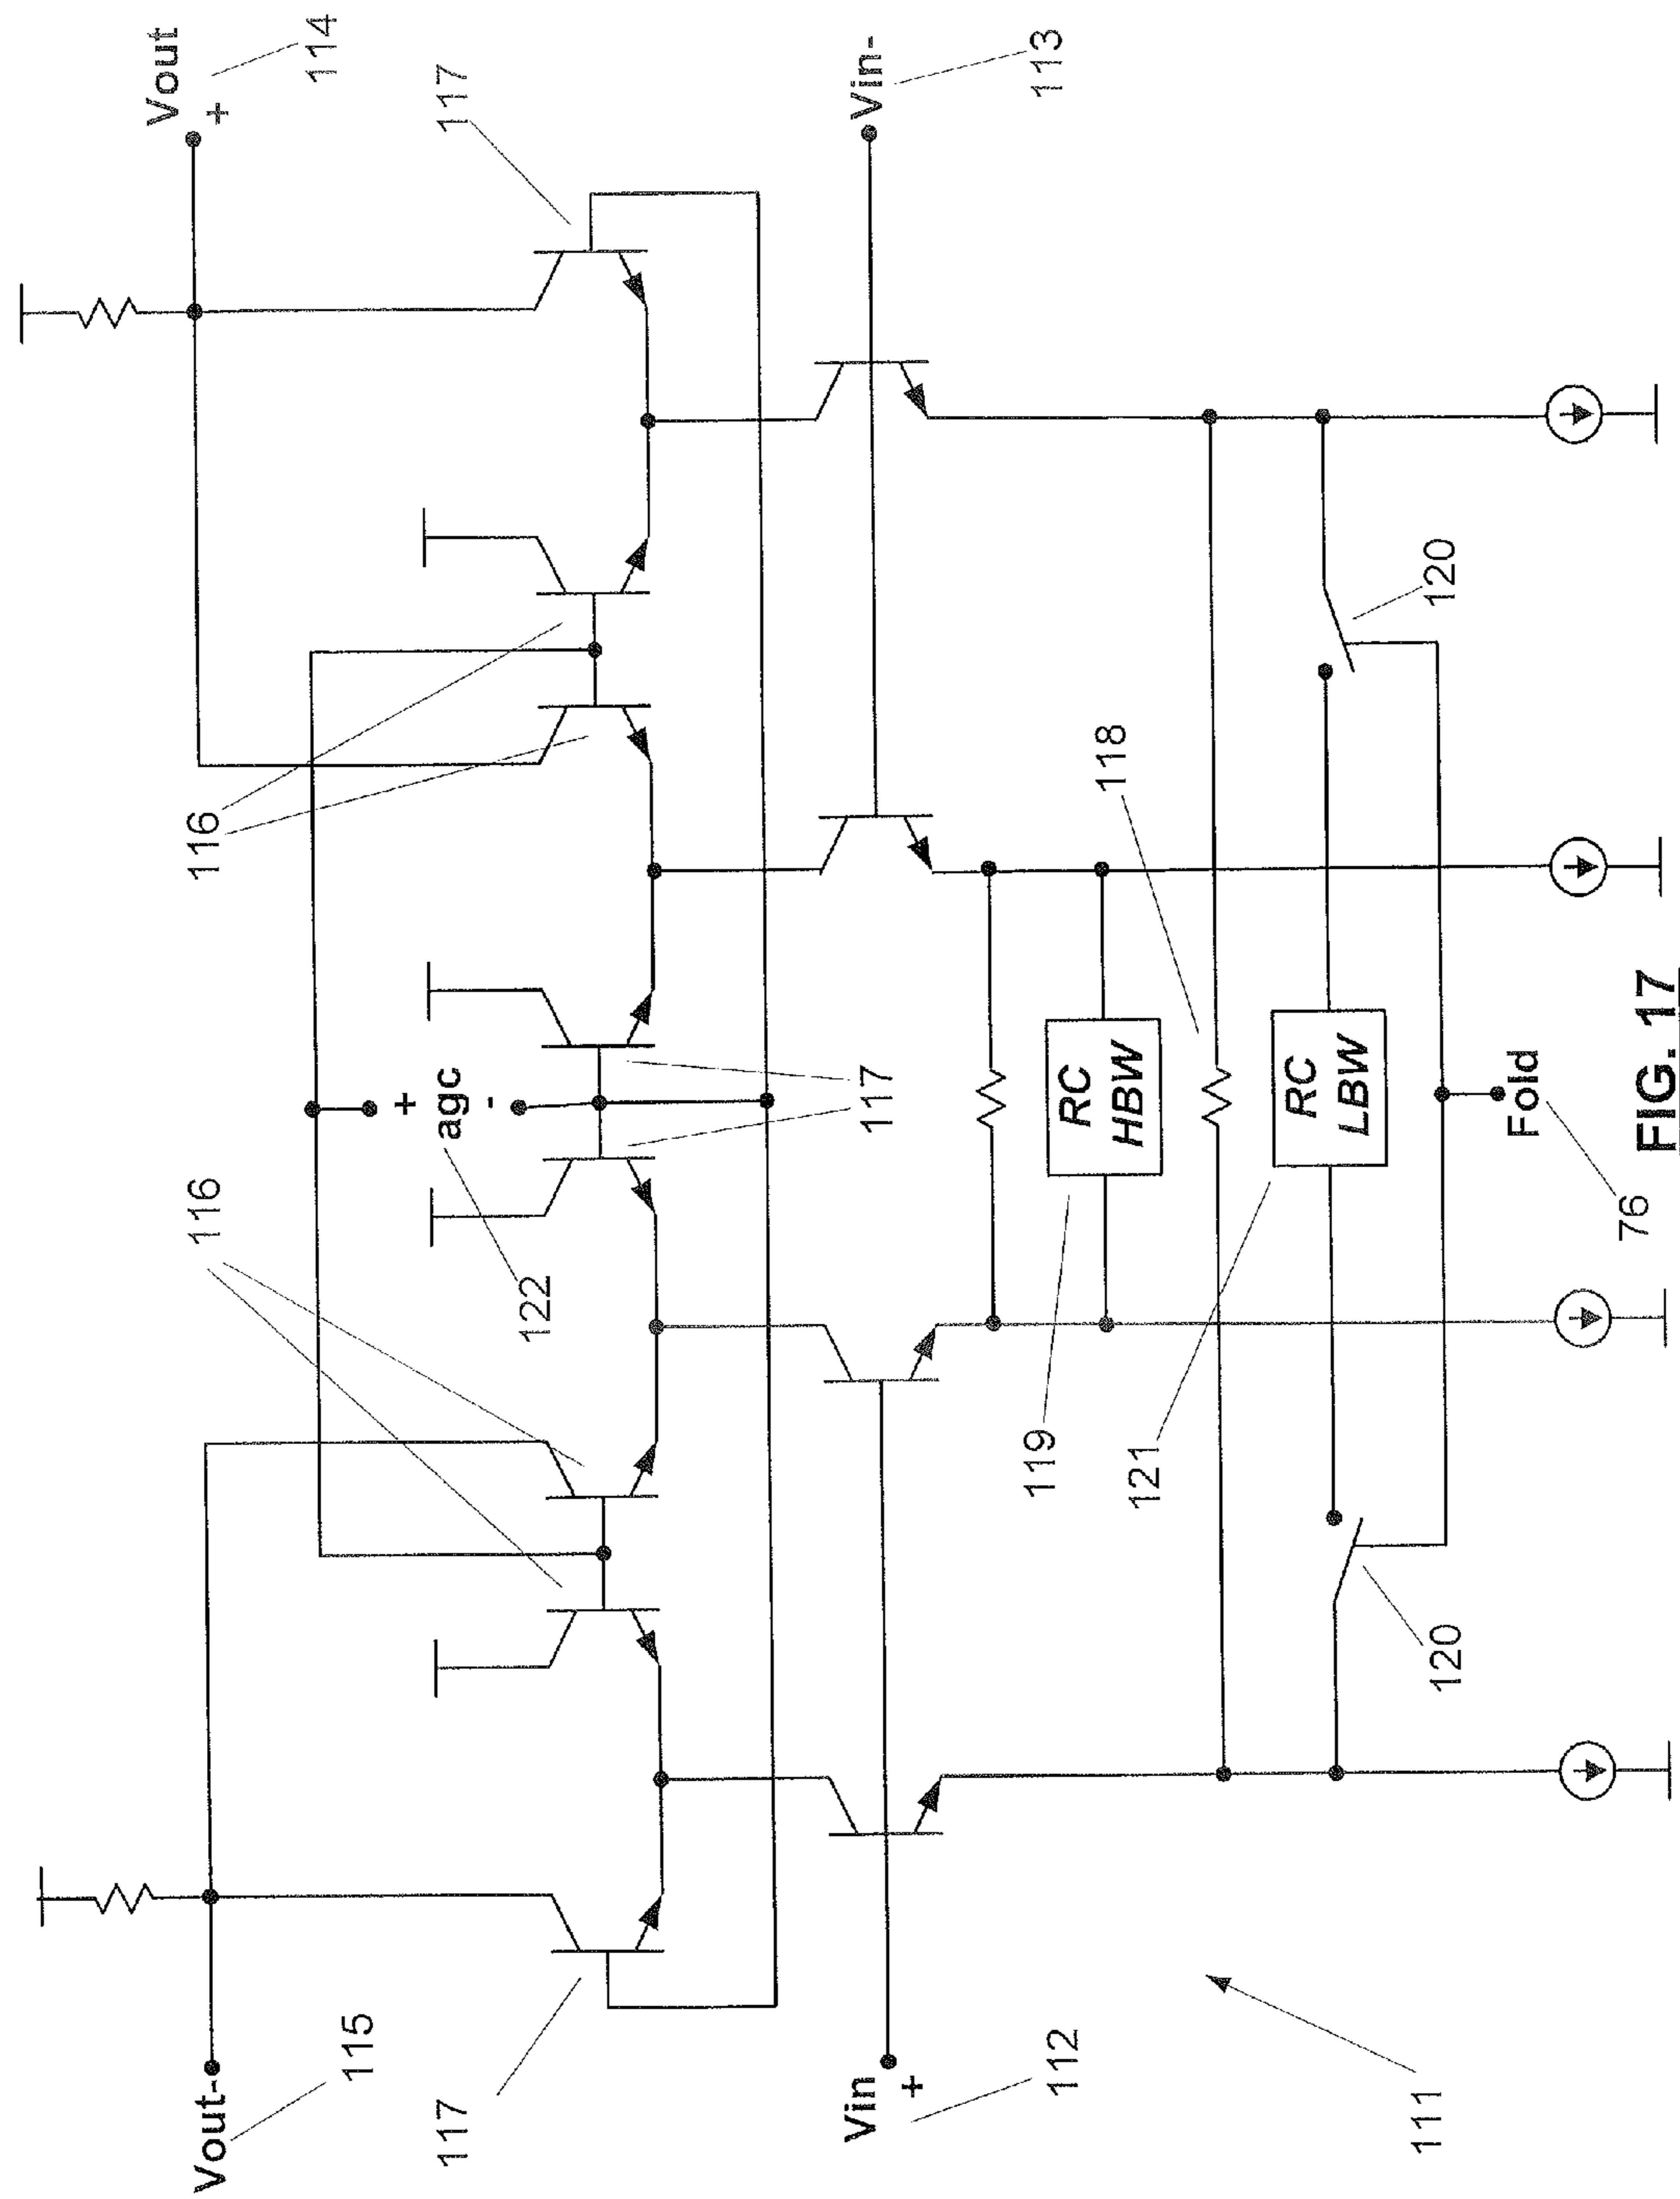 Vout-
115
Vout
+
114
117
116
116
117
+
agc
-
122
117
Vin
+
112
Vin-
113
119
RC
HBW
118
121
RC
LBW
120
120
Fold
76
111
FIG. 17